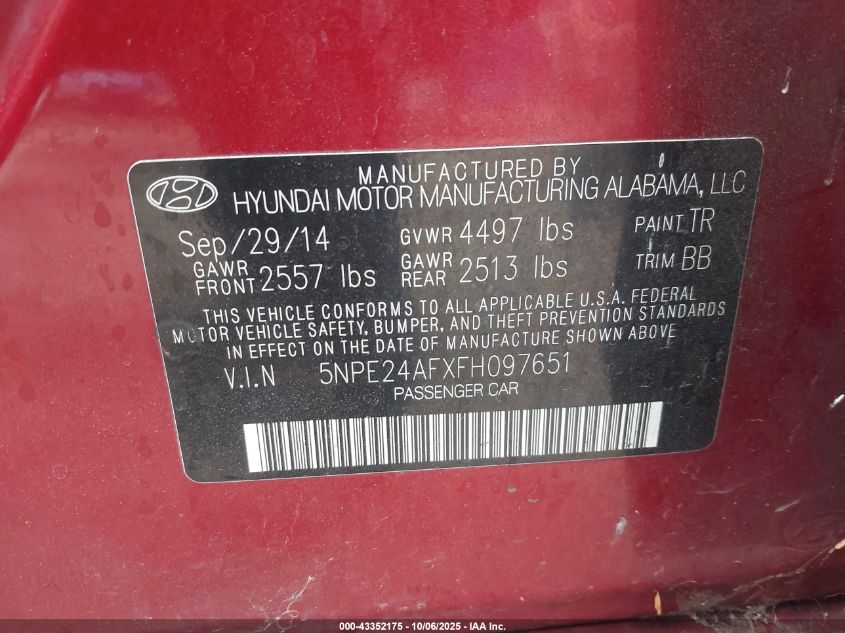 MANUFACTURED BY
HYUNDAI MOTOR MANUFACTURING ALABAMA, LLC
Sep/29/14 GVWR 4497 lbs PAINT TR
GAWR FRONT 2557 lbs GAWR REAR 2513 lbs TRIM BB
THIS VEHICLE CONFORMS TO ALL APPLICABLE U.S.A. FEDERAL
MOTOR VEHICLE SAFETY, BUMPER, AND THEFT PREVENTION STANDARDS
IN EFFECT ON THE DATE OF MANUFACTURE SHOWN ABOVE
V.I.N 5NPE24AFXFH097651
PASSENGER CAR
000-43352175 - 10/06/2025 - IAA Inc.